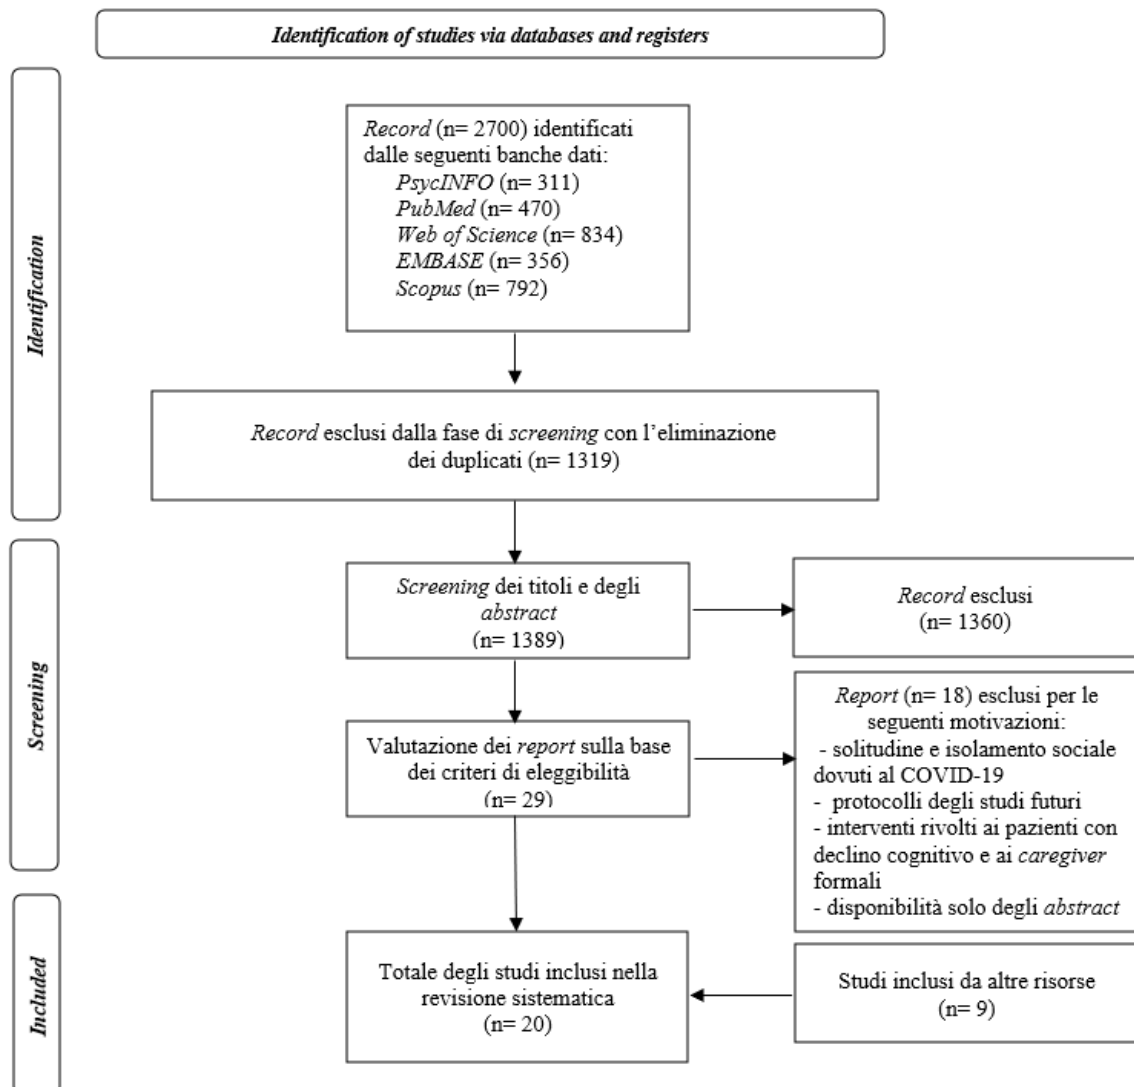 Identification of studies via databases and registers
Identification
Record (n= 2700) identificati
dalle seguenti banche dati:
PsycINFO (n= 311)
PubMed (n= 470)
Web of Science (n= 834)
EMBASE (n= 356)
Scopus (n= 792)
Record esclusi dalla fase di screening con l’eliminazione
dei duplicati (n= 1319)
Screening
Screening dei titoli e degli
abstract
(n= 1389)
Record esclusi
(n= 1360)
Valutazione dei report sulla base
dei criteri di eleggibilità
(n= 29)
Report (n= 18) esclusi per le
seguenti motivazioni:
- solitudine e isolamento sociale
dovuti al COVID-19
- protocolli degli studi futuri
- interventi rivolti ai pazienti con
declino cognitivo e ai caregiver
formali
- disponibilità solo degli abstract
Included
Totale degli studi inclusi nella
revisione sistematica
(n= 20)
Studi inclusi da altre risorse
(n= 9)